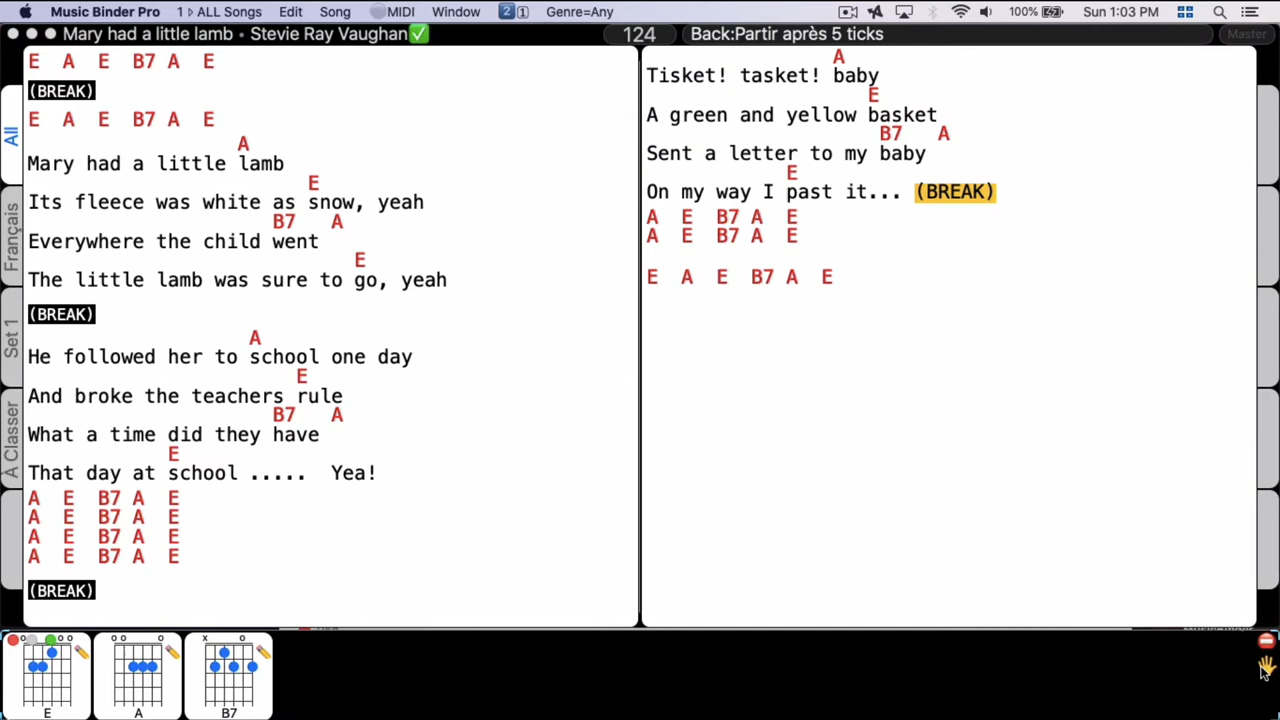 Music Binder Pro 1 > ALL Songs Edit Song MIDI Window 2 1 Genre=Any 100% Sun 1:03 PM
Mary had a little lamb • Stevie Ray Vaughan✅ 124 Back:Partir après 5 ticks Master
All
Français
Set 1
À Classer
E A E B7 A E
(BREAK)
E A E B7 A E
A
Mary had a little lamb
E
Its fleece was white as snow, yeah
B7 A
Everywhere the child went
E
The little lamb was sure to go, yeah
(BREAK)
A
He followed her to school one day
E
And broke the teachers rule
B7 A
What a time did they have
E
That day at school ..... Yea!
A E B7 A E
A E B7 A E
A E B7 A E
A E B7 A E
(BREAK)
A
Tisket! tasket! baby
E
A green and yellow basket
B7 A
Sent a letter to my baby
E
On my way I past it... (BREAK)
A E B7 A E
A E B7 A E
E A E B7 A E
o o o
o o o
x o
E A B7